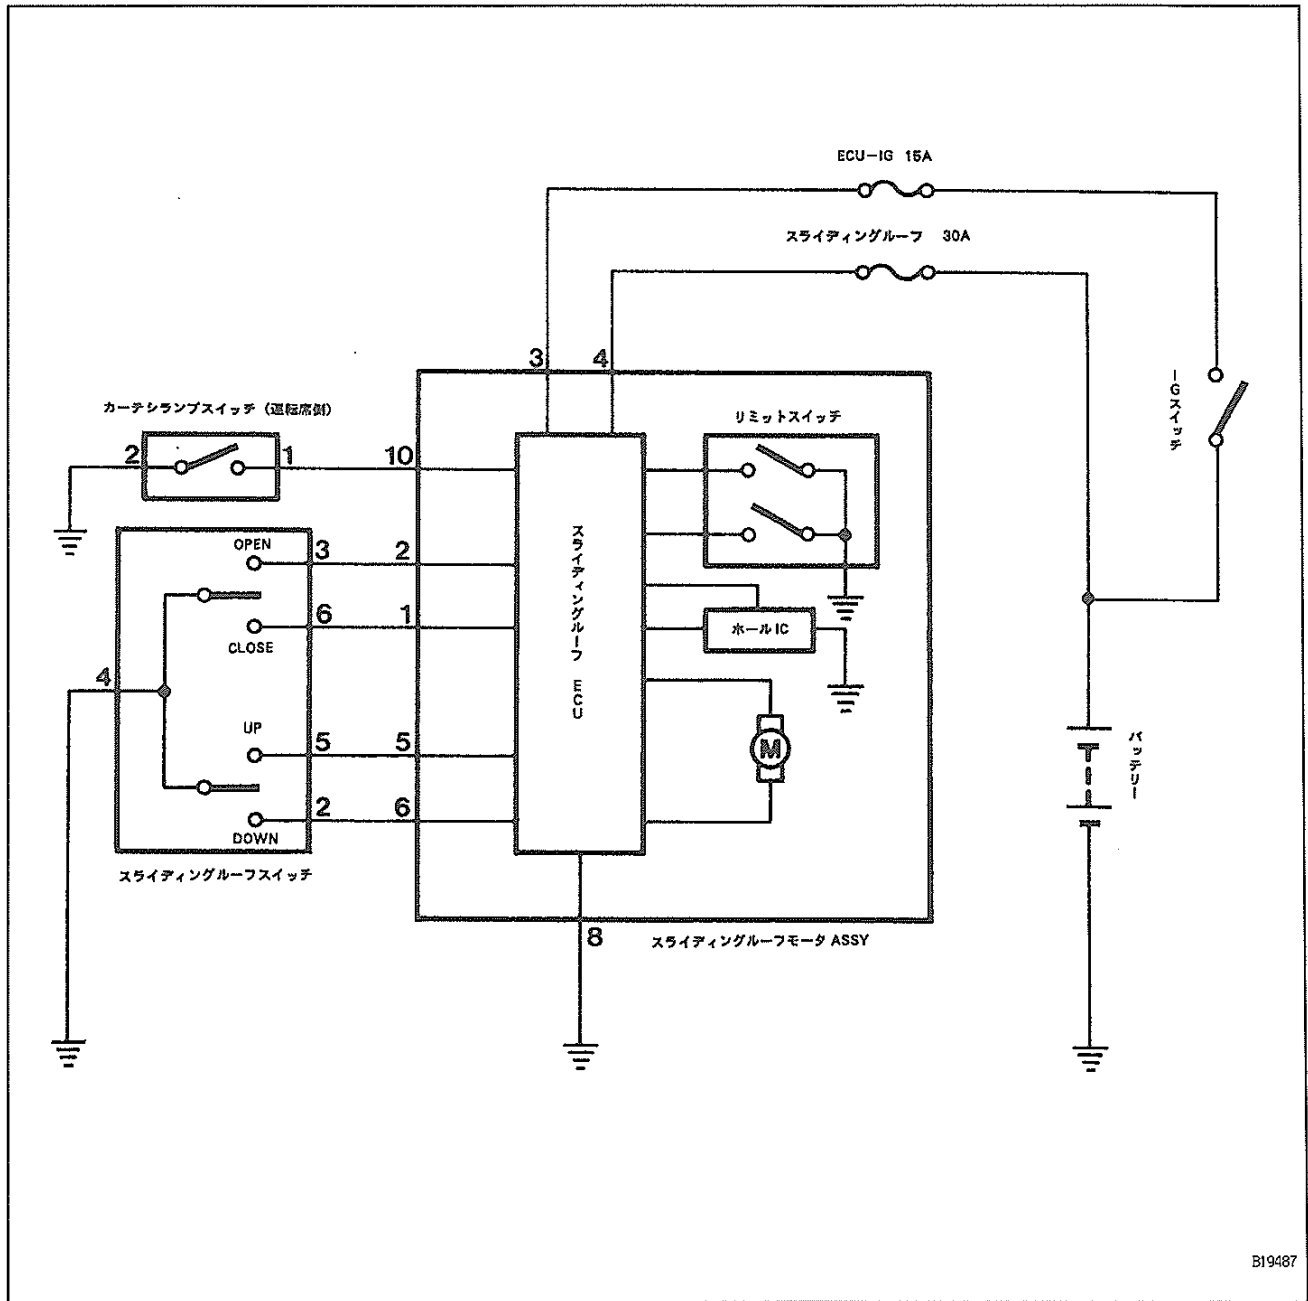 ECU-IG 15A
スライディングルーフ 30A
3
4
IGスイッチ
カーテシランプスイッチ (運転席側)
リミットスイッチ
2
1
10
OPEN
3
2
6
1
CLOSE
スライディングルーフ ECU
ホールIC
4
UP
5
5
M
バッテリー
2
6
DOWN
スライディングルーフスイッチ
8
スライディングルーフモータ ASSY
B19487